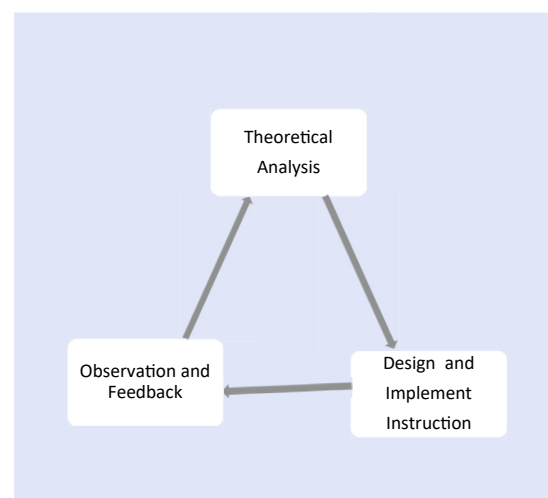 Theoretical
Analysis
Observation and
Feedback
Design and
Implement
Instruction